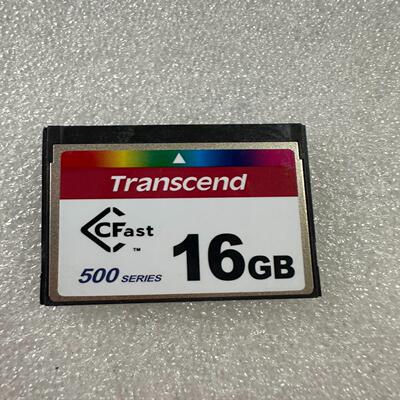 Transcend
CFast
™
500 SERIES
16GB